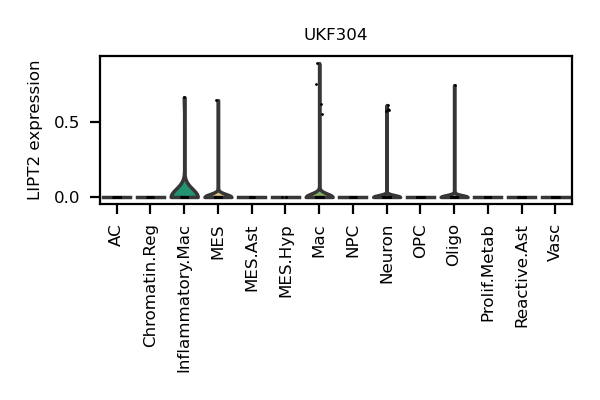 UKF304
LIPT2 expression
0.5
0.0
AC
Chromatin.Reg
Inflammatory.Mac
MES
MES.Ast
MES.Hyp
Mac
NPC
Neuron
OPC
Oligo
Prolif.Metab
Reactive.Ast
Vasc